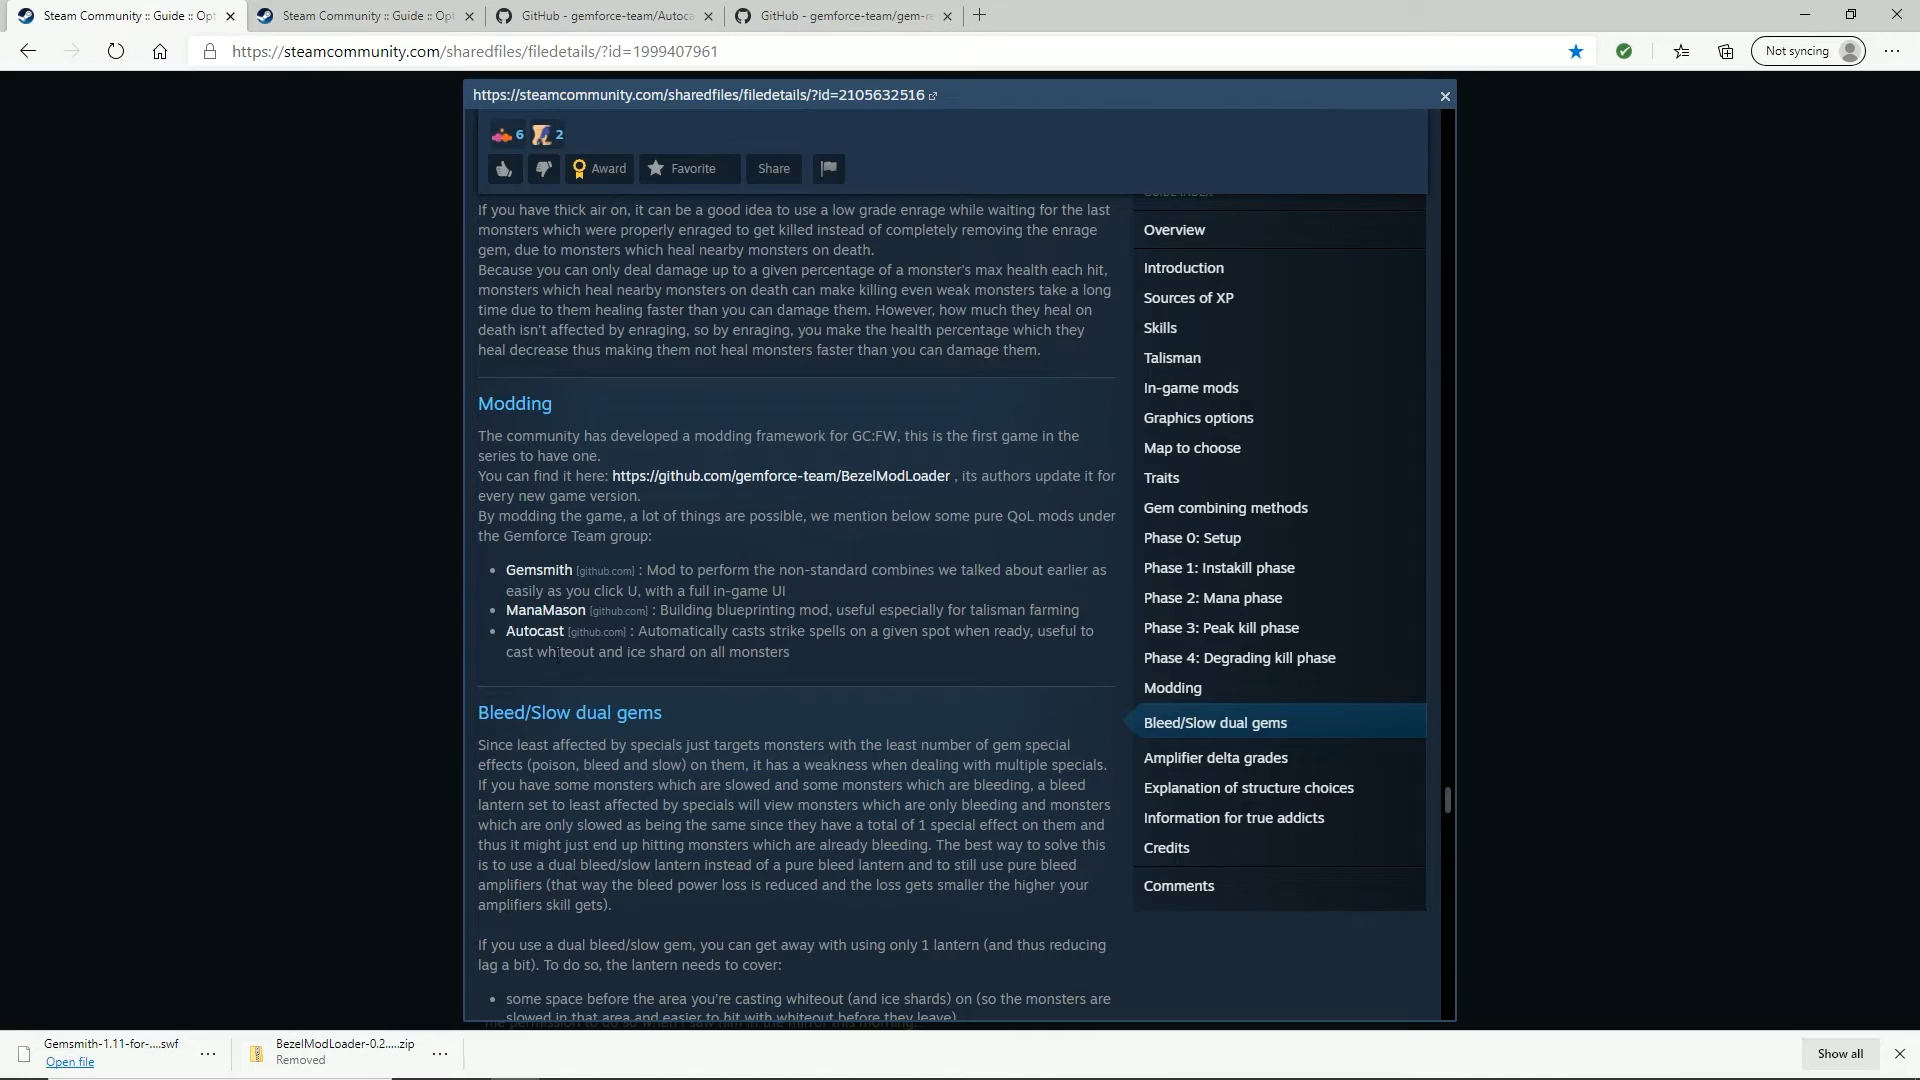 Steam Community :: Guide :: Opt
Steam Community :: Guide :: Opt
GitHub - gemforce-team/Autoca
GitHub - gemforce-team/gem-re
https://steamcommunity.com/sharedfiles/filedetails/?id=1999407961
Not syncing
https://steamcommunity.com/sharedfiles/filedetails/?id=2105632516
6
2
Award
Favorite
Share
If you have thick air on, it can be a good idea to use a low grade enrage while waiting for the last
monsters which were properly enraged to get killed instead of completely removing the enrage
gem, due to monsters which heal nearby monsters on death.
Because you can only deal damage up to a given percentage of a monster's max health each hit,
monsters which heal nearby monsters on death can make killing even weak monsters take a long
time due to them healing faster than you can damage them. However, how much they heal on
death isn't affected by enraging, so by enraging, you make the health percentage which they
heal decrease thus making them not heal monsters faster than you can damage them.
Modding
The community has developed a modding framework for GC:FW, this is the first game in the
series to have one.
You can find it here: https://github.com/gemforce-team/BezelModLoader , its authors update it for
every new game version.
By modding the game, a lot of things are possible, we mention below some pure QoL mods under
the Gemforce Team group:
• Gemsmith [github.com] : Mod to perform the non-standard combines we talked about earlier as
easily as you click U, with a full in-game UI
• ManaMason [github.com] : Building blueprinting mod, useful especially for talisman farming
• Autocast [github.com] : Automatically casts strike spells on a given spot when ready, useful to
cast whiteout and ice shard on all monsters
Bleed/Slow dual gems
Since least affected by specials just targets monsters with the least number of gem special
effects (poison, bleed and slow) on them, it has a weakness when dealing with multiple specials.
If you have some monsters which are slowed and some monsters which are bleeding, a bleed
lantern set to least affected by specials will view monsters which are only bleeding and monsters
which are only slowed as being the same since they have a total of 1 special effect on them and
thus it might just end up hitting monsters which are already bleeding. The best way to solve this
is to use a dual bleed/slow lantern instead of a pure bleed lantern and to still use pure bleed
amplifiers (that way the bleed power loss is reduced and the loss gets smaller the higher your
amplifiers skill gets).
If you use a dual bleed/slow gem, you can get away with using only 1 lantern (and thus reducing
lag a bit). To do so, the lantern needs to cover:
• some space before the area you're casting whiteout (and ice shards) on (so the monsters are
slowed in that area and easier to hit with whiteout before they leave)
GUIDE INDEX
Overview
Introduction
Sources of XP
Skills
Talisman
In-game mods
Graphics options
Map to choose
Traits
Gem combining methods
Phase 0: Setup
Phase 1: Instakill phase
Phase 2: Mana phase
Phase 3: Peak kill phase
Phase 4: Degrading kill phase
Modding
Bleed/Slow dual gems
Amplifier delta grades
Explanation of structure choices
Information for true addicts
Credits
Comments
Gemsmith-1.11-for-....swf
Open file
BezelModLoader-0.2.....zip
Removed
Show all